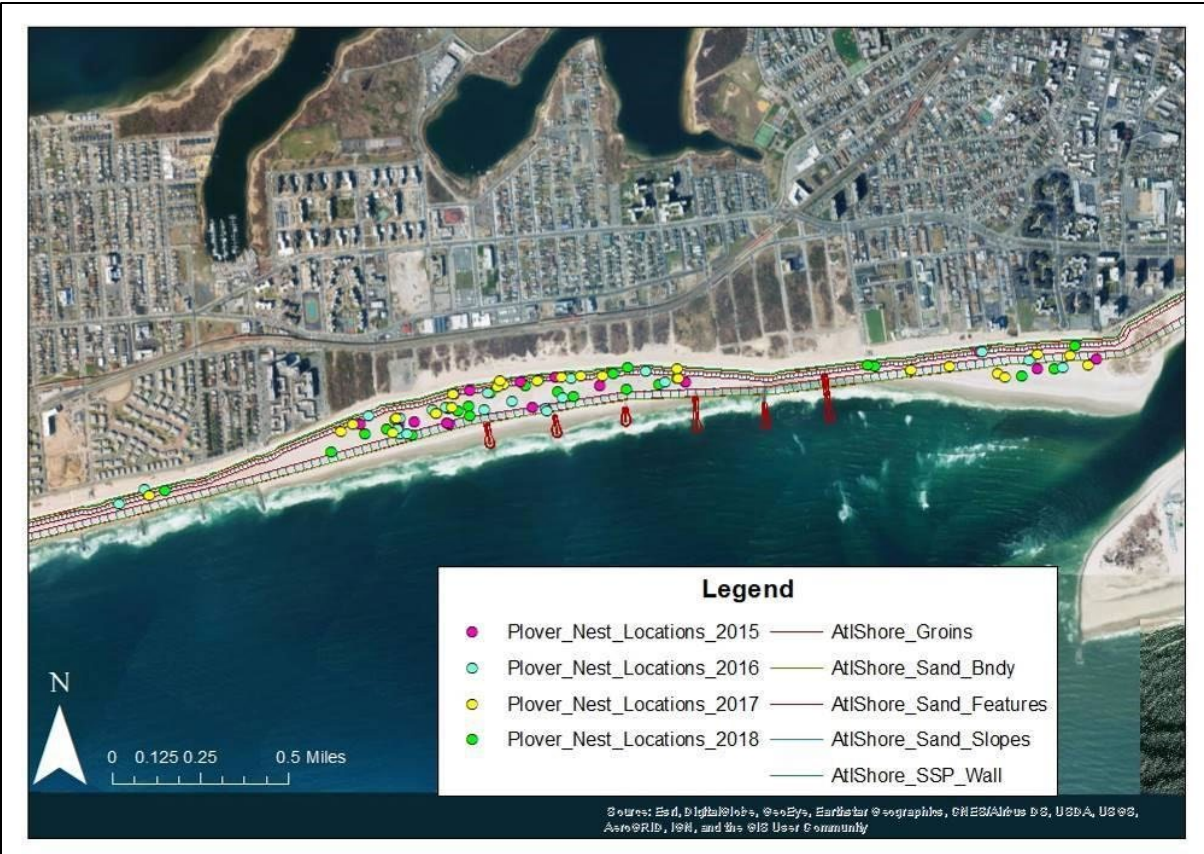 Legend
Plover_Nest_Locations_2015 AtlShore_Groins
Plover_Nest_Locations_2016 AtlShore_Sand_Bndy
Plover_Nest_Locations_2017 AtlShore_Sand_Features
Plover_Nest_Locations_2018 AtlShore_Sand_Slopes
AtlShore_SSP_Wall
N
0 0.125 0.25 0.5 Miles
Source: Esri, DigitalGlobe, GeoEye, Earthstar Geographics, CNES/Airbus DS, USDA, USGS,
AeroGRID, IGN, and the GIS User Community